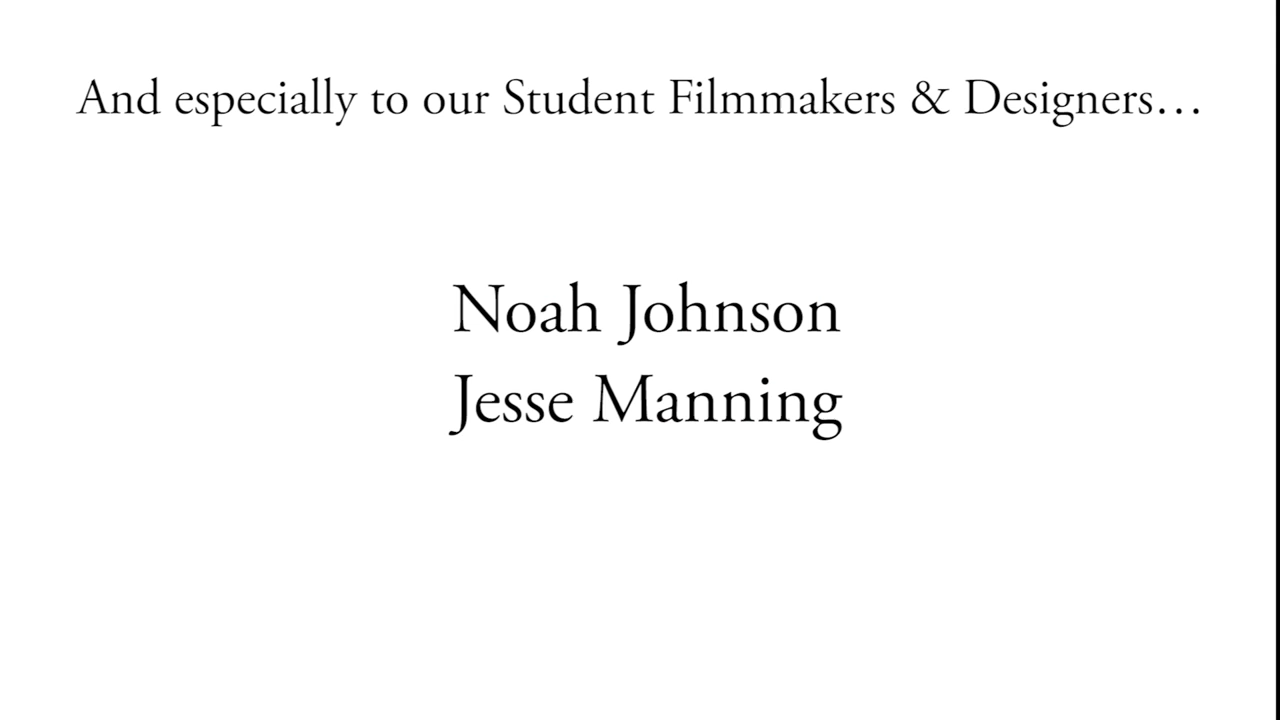 And especially to our Student Filmmakers & Designers…
Noah Johnson
Jesse Manning